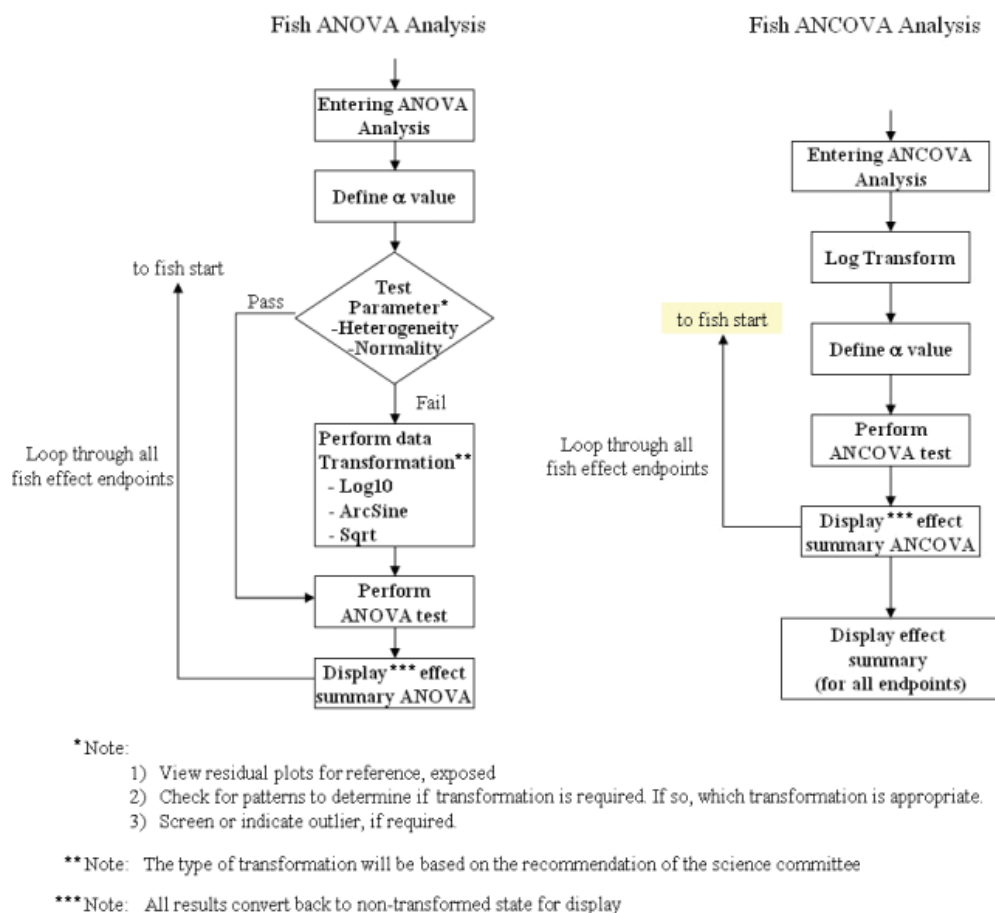 Fish ANOVA Analysis
Entering ANOVA
Analysis
Define α value
Test
Parameter*
-Heterogeneity
-Normality
Pass
Fail
to fish start
Loop through all
fish effect endpoints
Perform data
Transformation**
- Log10
- ArcSine
- Sqrt
Perform
ANOVA test
Display*** effect
summary ANOVA
Fish ANCOVA Analysis
Entering ANCOVA
Analysis
Log Transform
Define α value
to fish start
Loop through all
fish effect endpoints
Perform
ANCOVA test
Display*** effect
summary ANCOVA
Display effect
summary
(for all endpoints)
*Note:
1) View residual plots for reference, exposed
2) Check for patterns to determine if transformation is required. If so, which transformation is appropriate.
3) Screen or indicate outlier, if required.
**Note: The type of transformation will be based on the recommendation of the science committee
***Note: All results convert back to non-transformed state for display